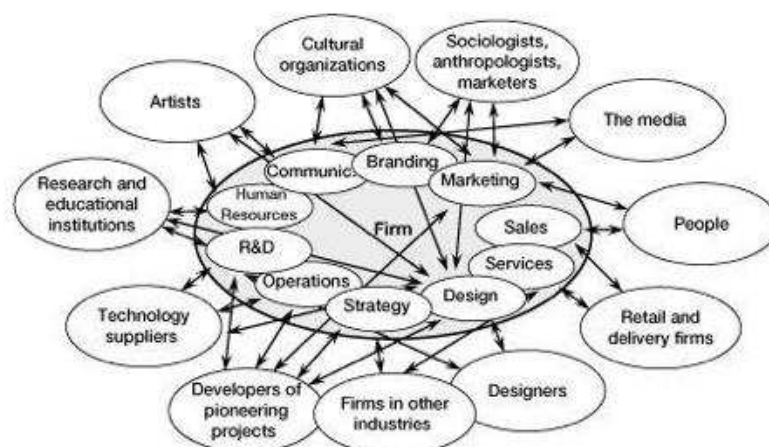 Cultural
organizations
Sociologists,
anthropologists,
marketers
Artists
The media
Research and
educational
institutions
People
Communic
Branding
Marketing
Human
Resources
Firm
Sales
R&D
Services
Operations
Strategy
Design
Technology
suppliers
Retail and
delivery firms
Developers of
pioneering
projects
Firms in other
industries
Designers